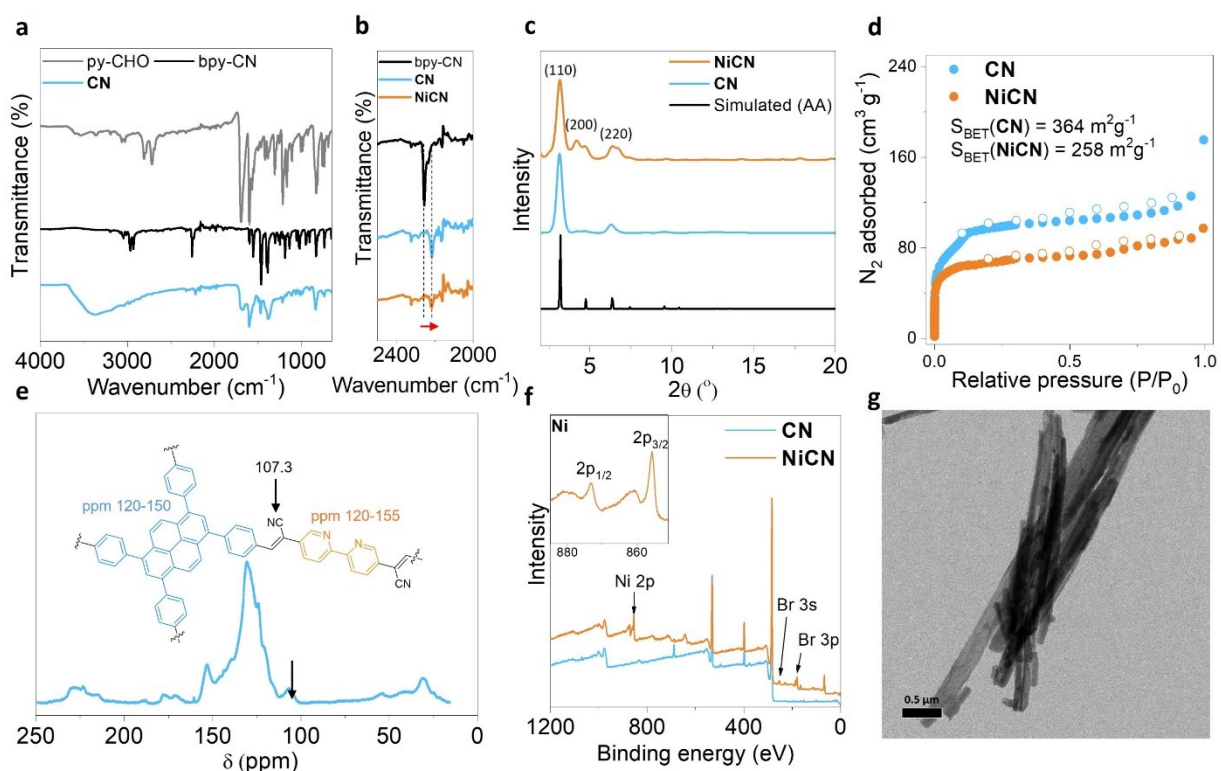 a
py-CHO
bpy-CN
CN
Transmittance (%)
4000 3000 2000 1000
Wavenumber (cm⁻¹)
b
bpy-CN
CN
NiCN
Transmittance (%)
2400 2000
Wavenumber (cm⁻¹)
c
NiCN
CN
Simulated (AA)
(110)
(200)
(220)
Intensity
5 10 15 20
2θ (°)
d
CN
NiCN
S_BET(CN) = 364 m²g⁻¹
S_BET(NiCN) = 258 m²g⁻¹
N₂ adsorbed (cm³ g⁻¹)
240
160
80
0
0.0 0.5 1.0
Relative pressure (P/P₀)
e
107.3
ppm 120-150
ppm 120-155
CN
N
N
CN
250 200 150 100 50 0
δ (ppm)
f
Ni
2p₁/₂
2p₃/₂
880 860
CN
NiCN
Ni 2p
Br 3s
Br 3p
Intensity
1200 800 400 0
Binding energy (eV)
g
0.5 µm